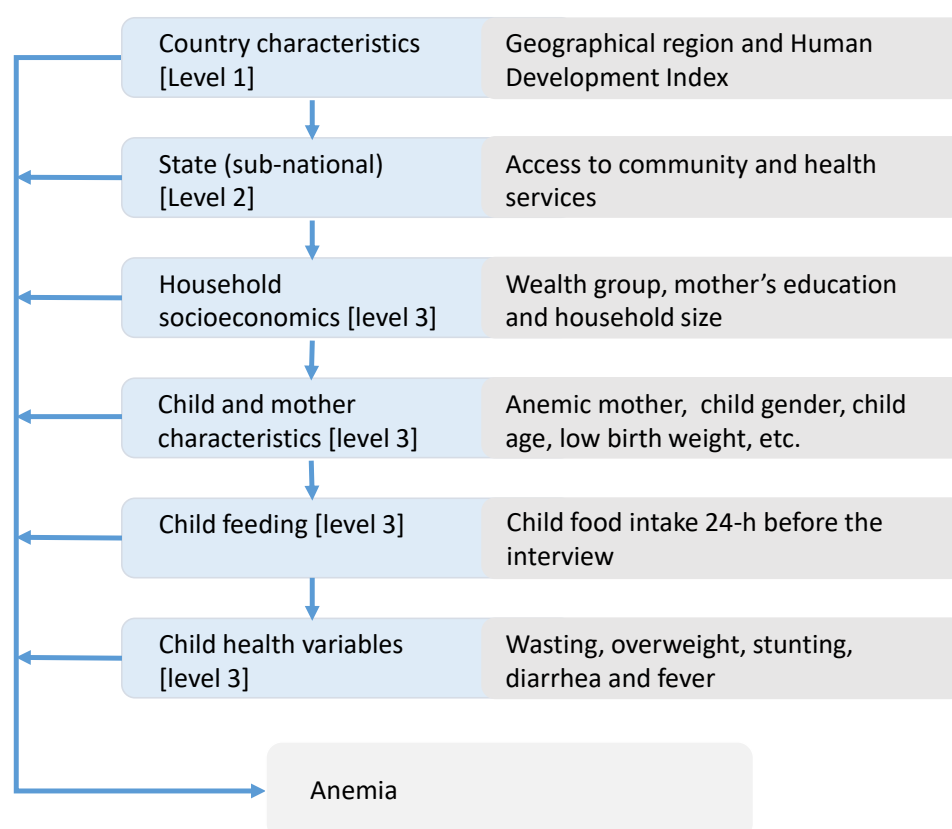 Country characteristics
[Level 1]
Geographical region and Human
Development Index
State (sub-national)
[Level 2]
Access to community and health
services
Household
socioeconomics [level 3]
Wealth group, mother’s education
and household size
Child and mother
characteristics [level 3]
Anemic mother,  child gender, child
age, low birth weight, etc.
Child feeding [level 3]
Child food intake 24-h before the
interview
Child health variables
[level 3]
Wasting, overweight, stunting,
diarrhea and fever
Anemia